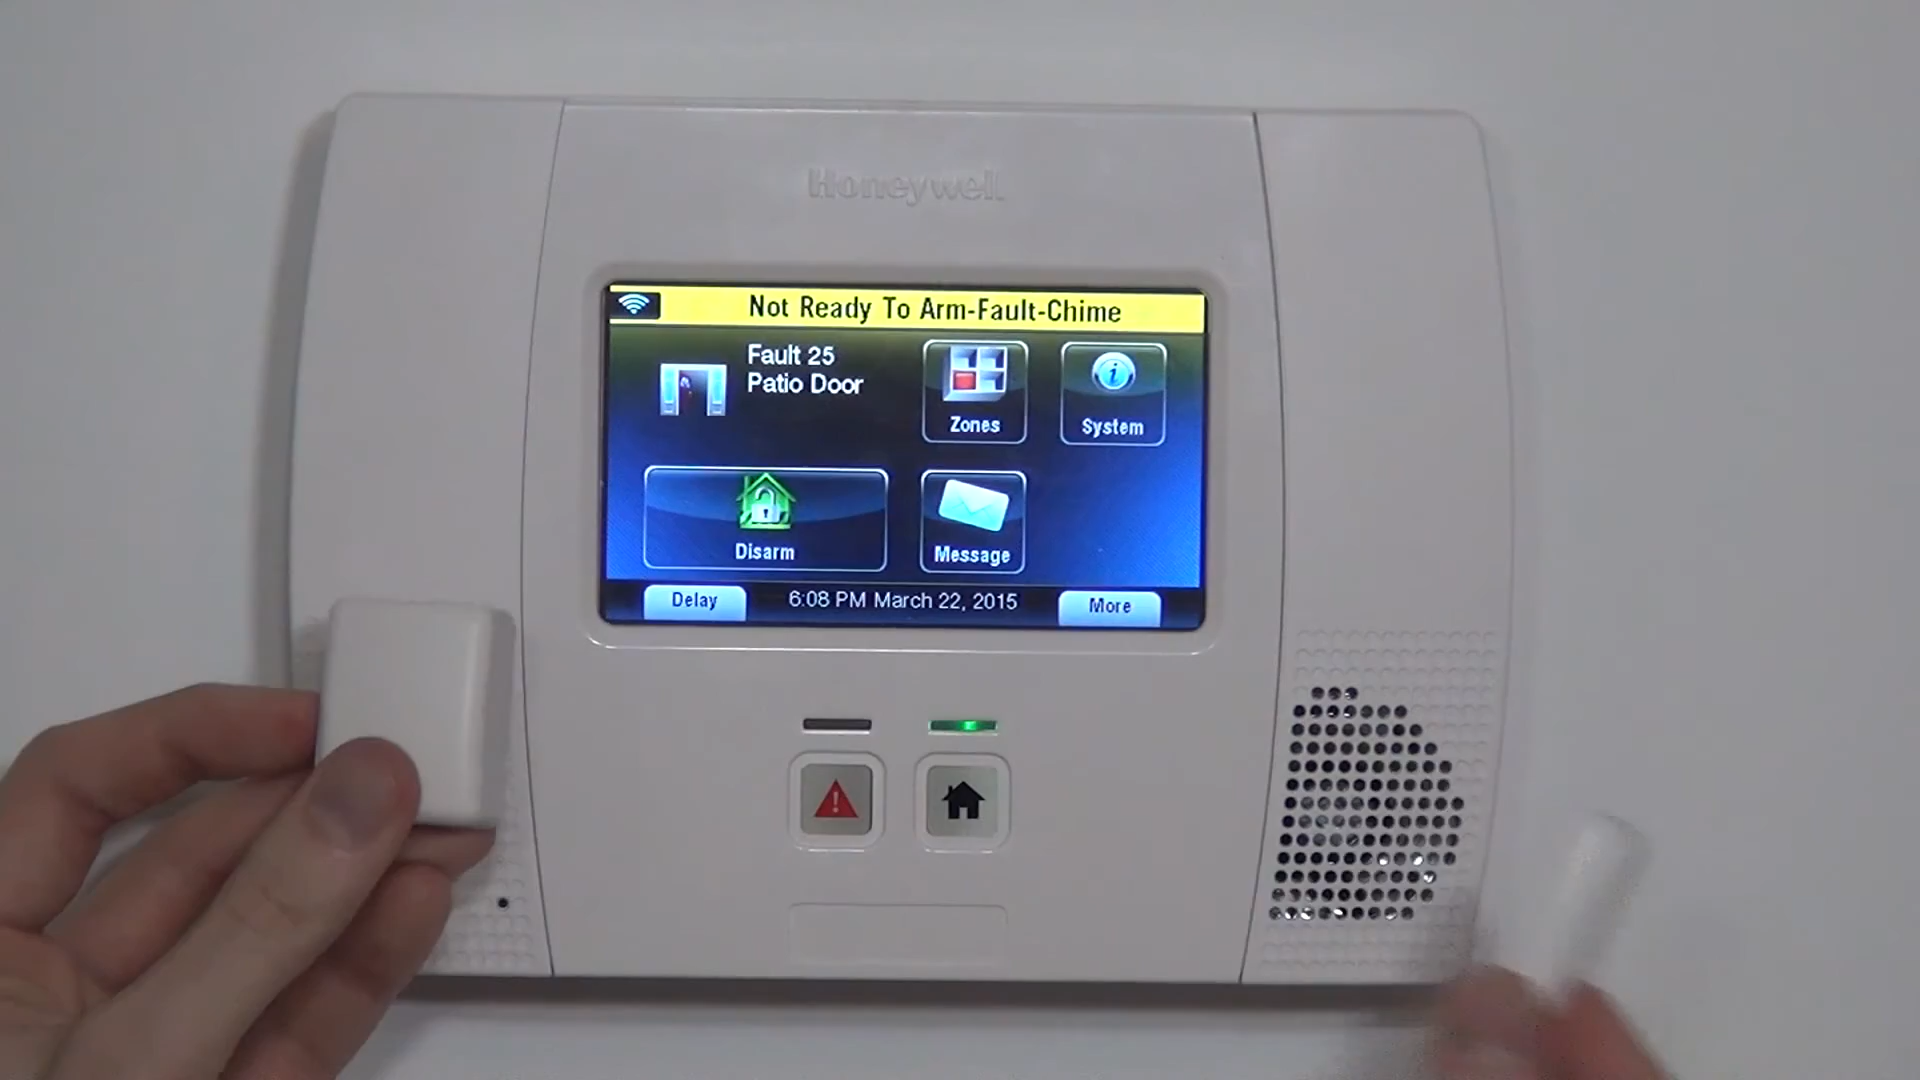 Honeywell
Not Ready To Arm-Fault-Chime
Fault 25
Patio Door
Zones
System
Disarm
Message
Delay
6:08 PM March 22, 2015
More